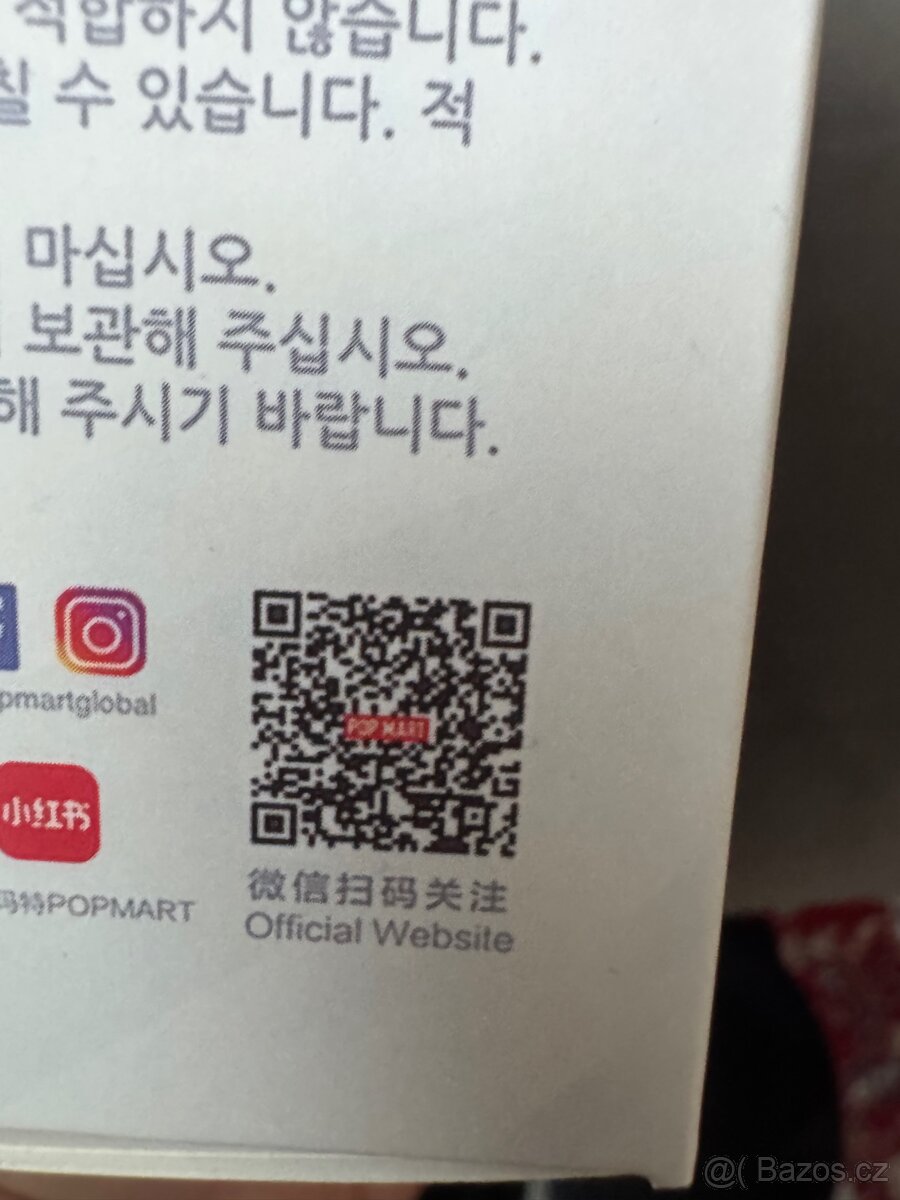 적합하지 않습니다.
칠 수 있습니다. 적
마십시오.
보관해 주십시오.
해 주시기 바랍니다.
pmartglobal
POP MART
小红书
玛特POPMART
微信扫码关注
Official Website
@( Bazos.cz